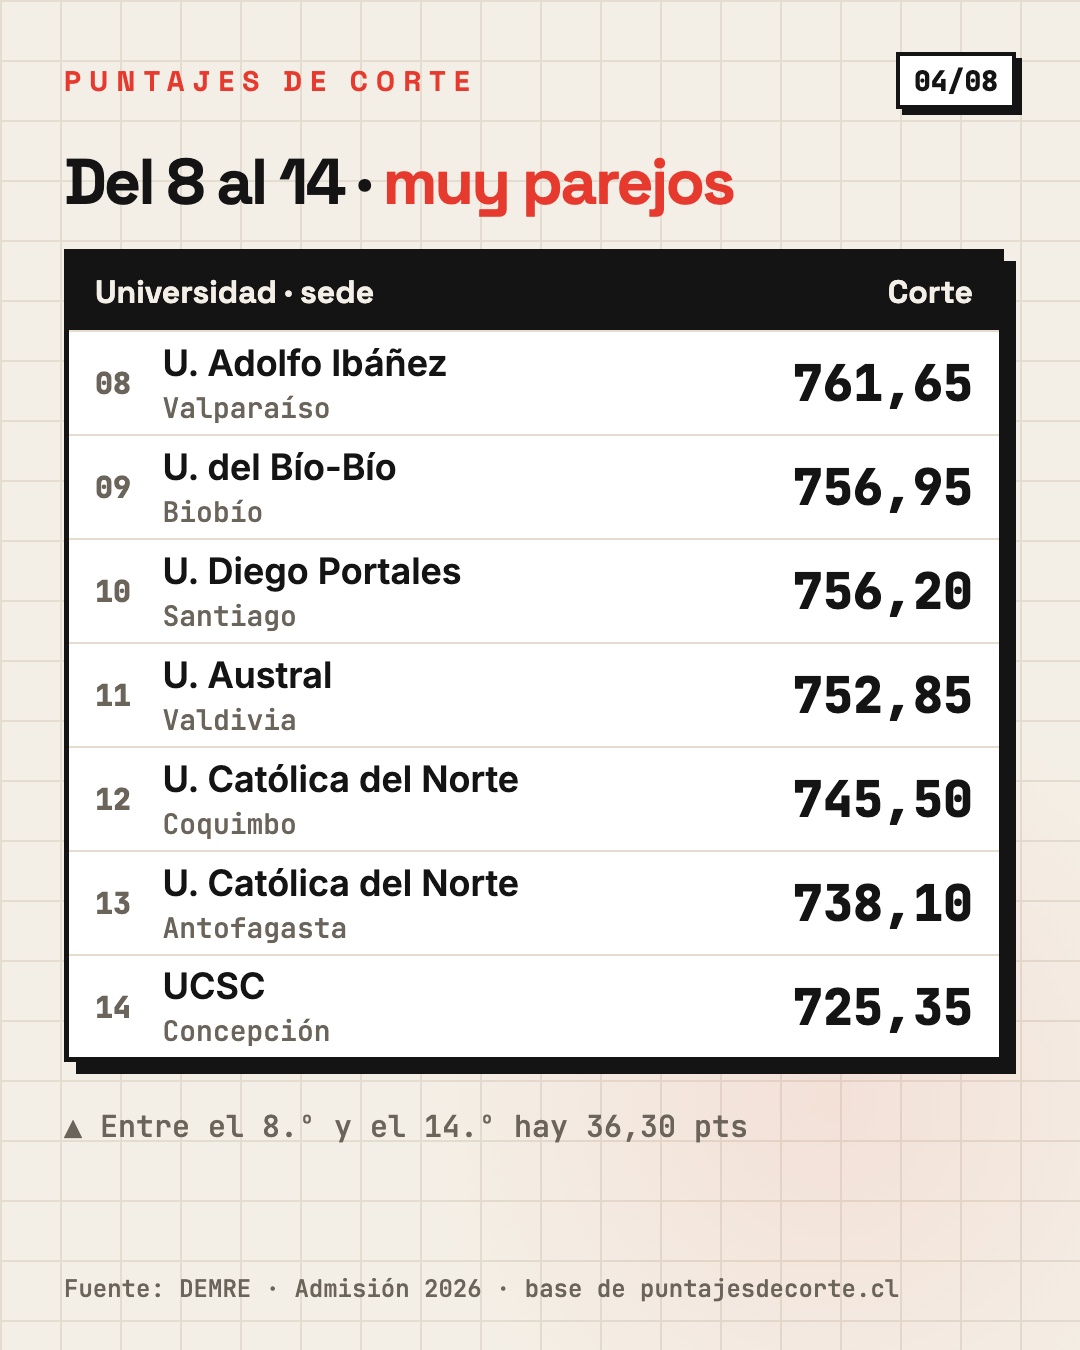 PUNTAJES DE CORTE
04/08
Del 8 al 14 · muy parejos
Universidad · sede Corte
08 U. Adolfo Ibáñez 761,65
Valparaíso
09 U. del Bío-Bío 756,95
Biobío
10 U. Diego Portales 756,20
Santiago
11 U. Austral 752,85
Valdivia
12 U. Católica del Norte 745,50
Coquimbo
13 U. Católica del Norte 738,10
Antofagasta
14 UCSC 725,35
Concepción
▲ Entre el 8.º y el 14.º hay 36,30 pts
Fuente: DEMRE · Admisión 2026 · base de puntajesdecorte.cl